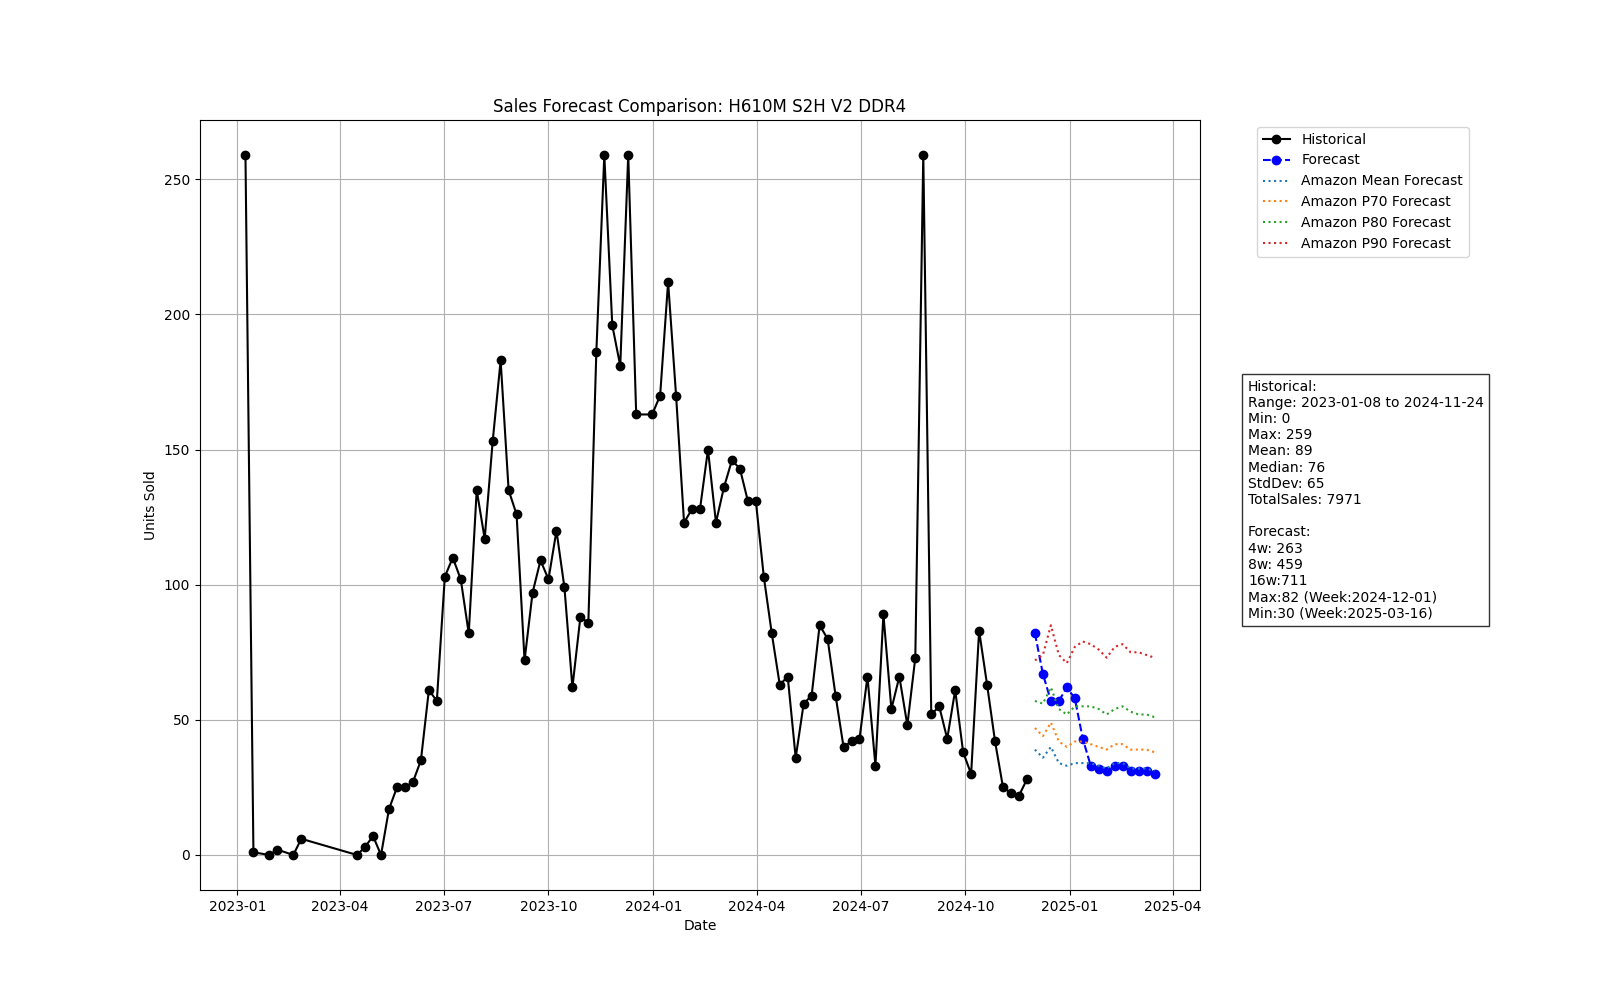 Sales Forecast Comparison: H610M S2H V2 DDR4
Historical
Forecast
Amazon Mean Forecast
Amazon P70 Forecast
Amazon P80 Forecast
Amazon P90 Forecast
250
200
150
100
50
0
Units Sold
2023-01
2023-04
2023-07
2023-10
2024-01
2024-04
2024-07
2024-10
2025-01
2025-04
Date
Historical:
Range: 2023-01-08 to 2024-11-24
Min: 0
Max: 259
Mean: 89
Median: 76
StdDev: 65
TotalSales: 7971
Forecast:
4w: 263
8w: 459
16w:711
Max:82 (Week:2024-12-01)
Min:30 (Week:2025-03-16)